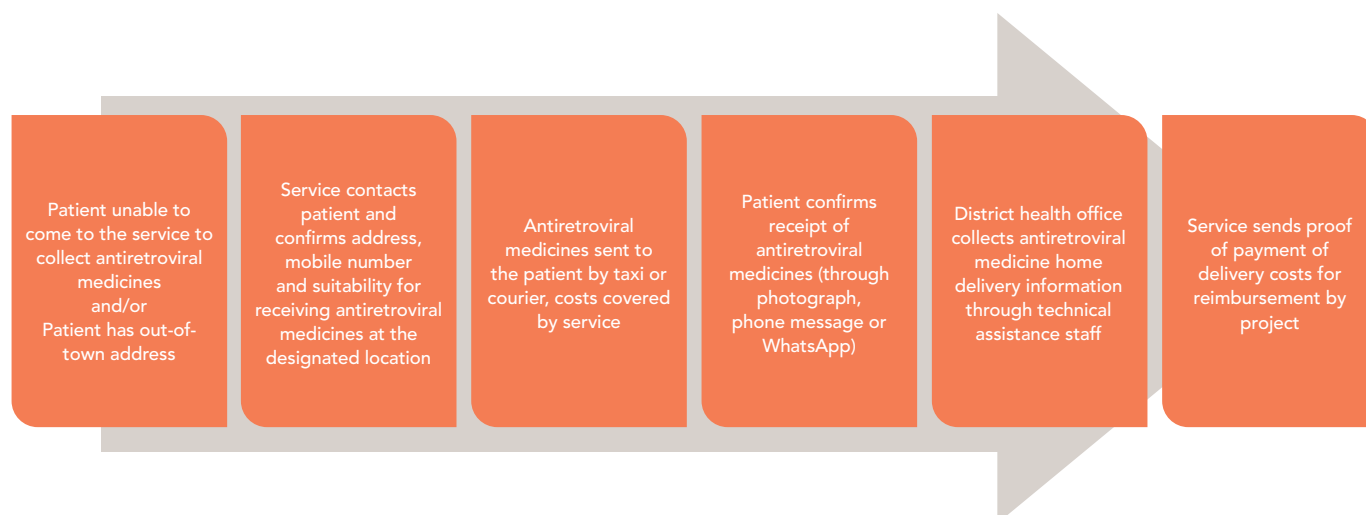 Patient unable to
come to the service to
collect antiretroviral
medicines
and/or
Patient has out-of-
town address
Service contacts
patient and
confirms address,
mobile number
and suitability for
receiving antiretroviral
medicines at the
designated location
Antiretroviral
medicines sent to
the patient by taxi or
courier, costs covered
by service
Patient confirms
receipt of
antiretroviral
medicines (through
photograph,
phone message or
WhatsApp)
District health office
collects antiretroviral
medicine home
delivery information
through technical
assistance staff
Service sends proof
of payment of
delivery costs for
reimbursement by
project